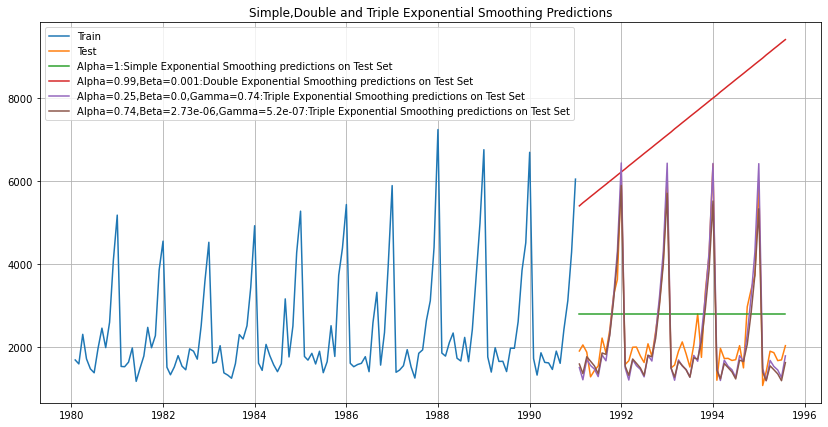 Simple,Double and Triple Exponential Smoothing Predictions
Train
Test
Alpha=1:Simple Exponential Smoothing predictions on Test Set
Alpha=0.99,Beta=0.001:Double Exponential Smoothing predictions on Test Set
Alpha=0.25,Beta=0.0,Gamma=0.74:Triple Exponential Smoothing predictions on Test Set
Alpha=0.74,Beta=2.73e-06,Gamma=5.2e-07:Triple Exponential Smoothing predictions on Test Set
8000
6000
4000
2000
1980 1982 1984 1986 1988 1990 1992 1994 1996